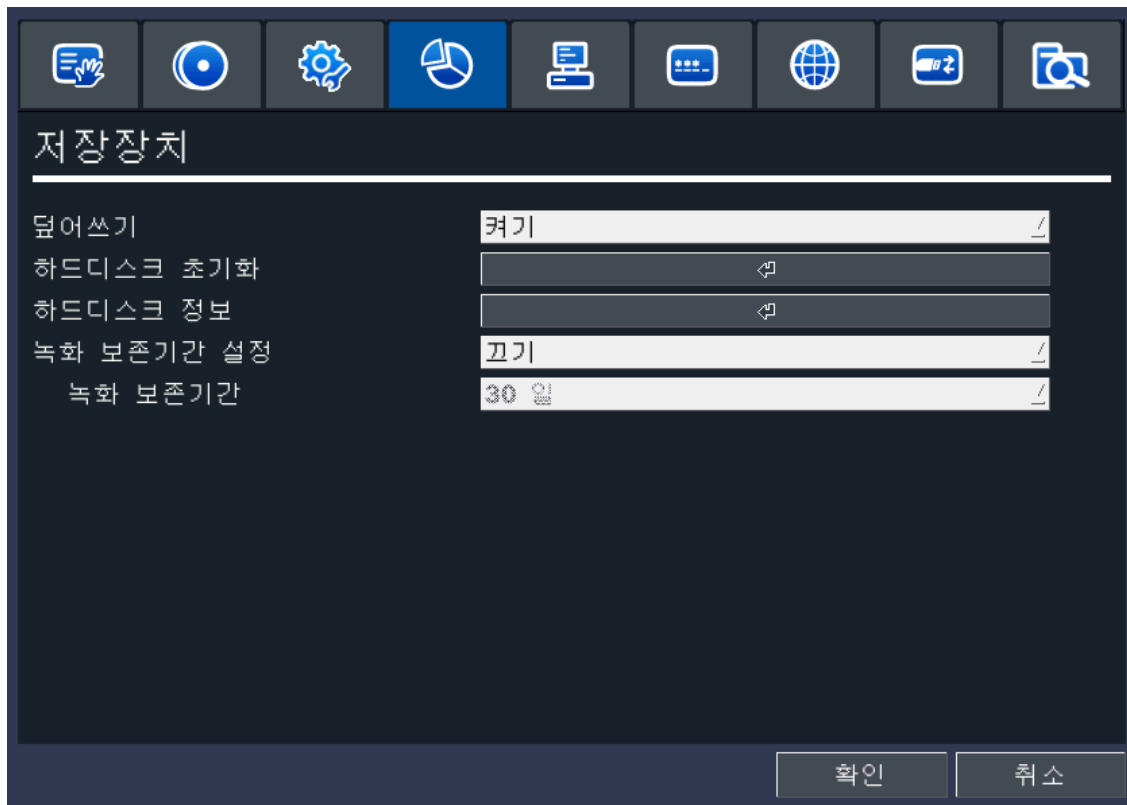 저장장치
덮어쓰기 켜기
하드디스크 초기화
하드디스크 정보
녹화 보존기간 설정 끄기
녹화 보존기간 30 일
확인 취소